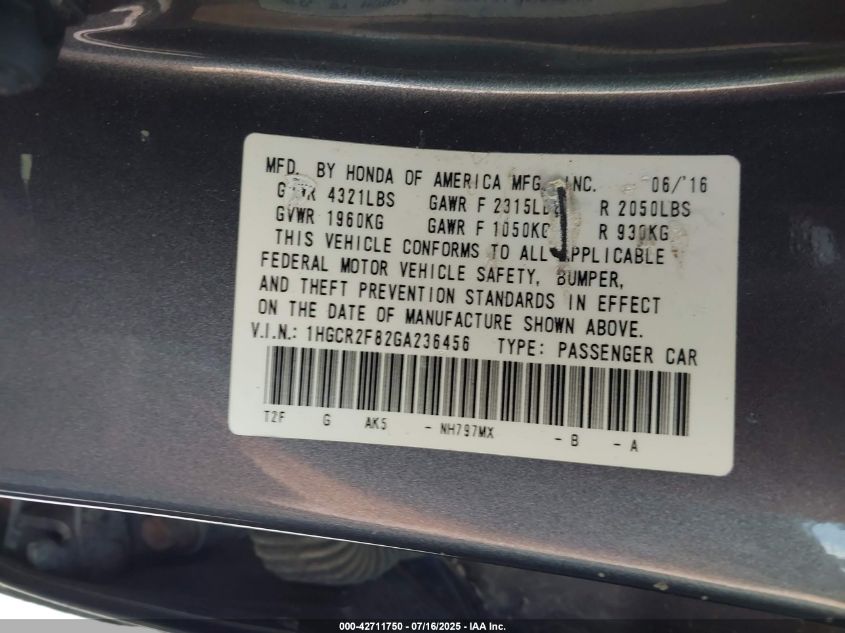 MFD. BY HONDA OF AMERICA MFG. INC. 06/'16
GVWR 4321LBS GAWR F 2315LBS R 2050LBS
GVWR 1960KG GAWR F 1050KG R 930KG
THIS VEHICLE CONFORMS TO ALL APPLICABLE
FEDERAL MOTOR VEHICLE SAFETY, BUMPER,
AND THEFT PREVENTION STANDARDS IN EFFECT
ON THE DATE OF MANUFACTURE SHOWN ABOVE.
V.I.N.: 1HGCR2F82GA236456 TYPE: PASSENGER CAR
T2F G AK5 - NH797MX - B - A
000-42711750 - 07/16/2025 - IAA Inc.